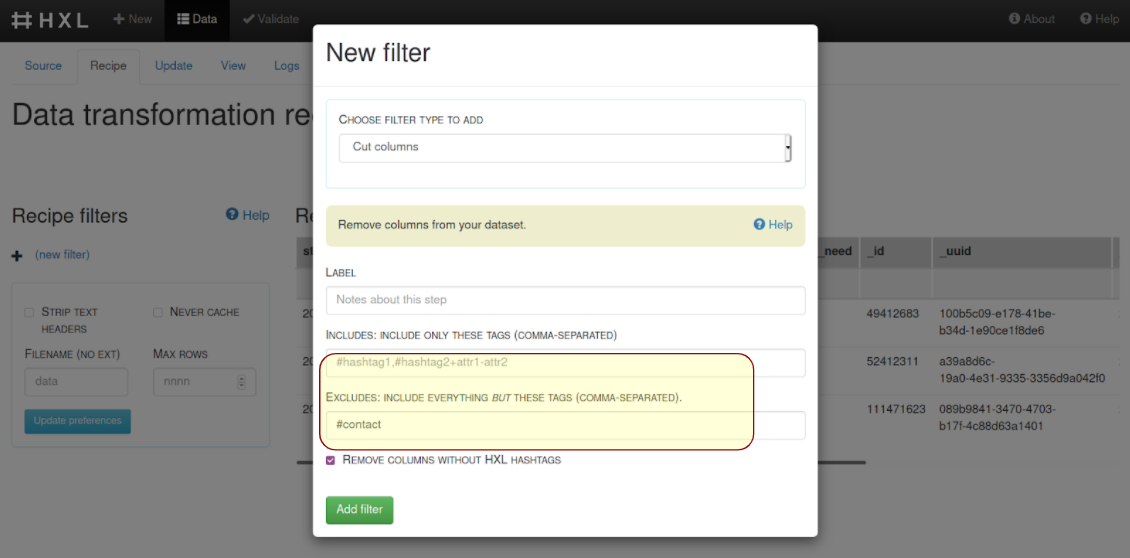 HXL
New
Data
Validate
About
Help
Source
Recipe
Update
View
Logs
Data transformation re
Recipe filters
Help
(new filter)
STRIP TEXT
HEADERS
NEVER CACHE
FILENAME (NO EXT)
MAX ROWS
data
nnnn
Update preferences
New filter
CHOOSE FILTER TYPE TO ADD
Cut columns
Remove columns from your dataset.
Help
LABEL
Notes about this step
INCLUDES: INCLUDE ONLY THESE TAGS (COMMA-SEPARATED)
#hashtag1,#hashtag2+attr1-attr2
EXCLUDES: INCLUDE EVERYTHING BUT THESE TAGS (COMMA-SEPARATED).
#contact
REMOVE COLUMNS WITHOUT HXL HASHTAGS
Add filter
_need
_id
_uuid
49412683
100b5c09-e178-41be-
b34d-1e90ce1f8de6
52412311
a39a8d6c-
19a0-4e31-9335-3356d9a042f0
111471623
089b9841-3470-4703-
b17f-4c88d63a1401